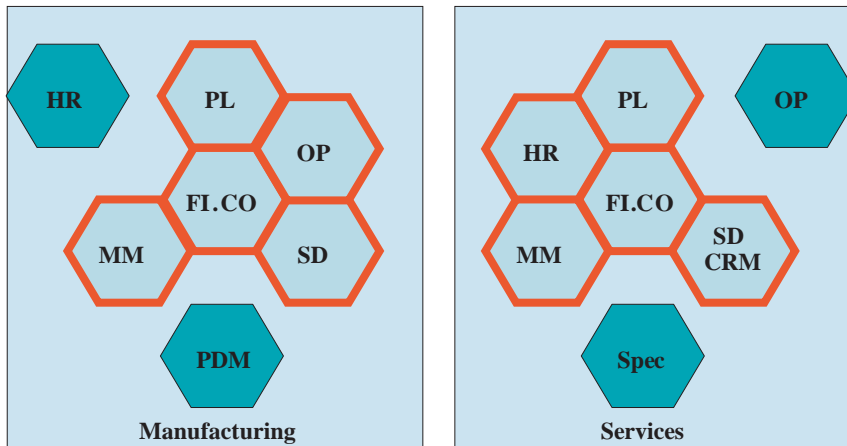 HR
PL
OP
FI.CO
MM
SD
PDM
Manufacturing
PL
OP
HR
FI.CO
MM
SD
CRM
Spec
Services